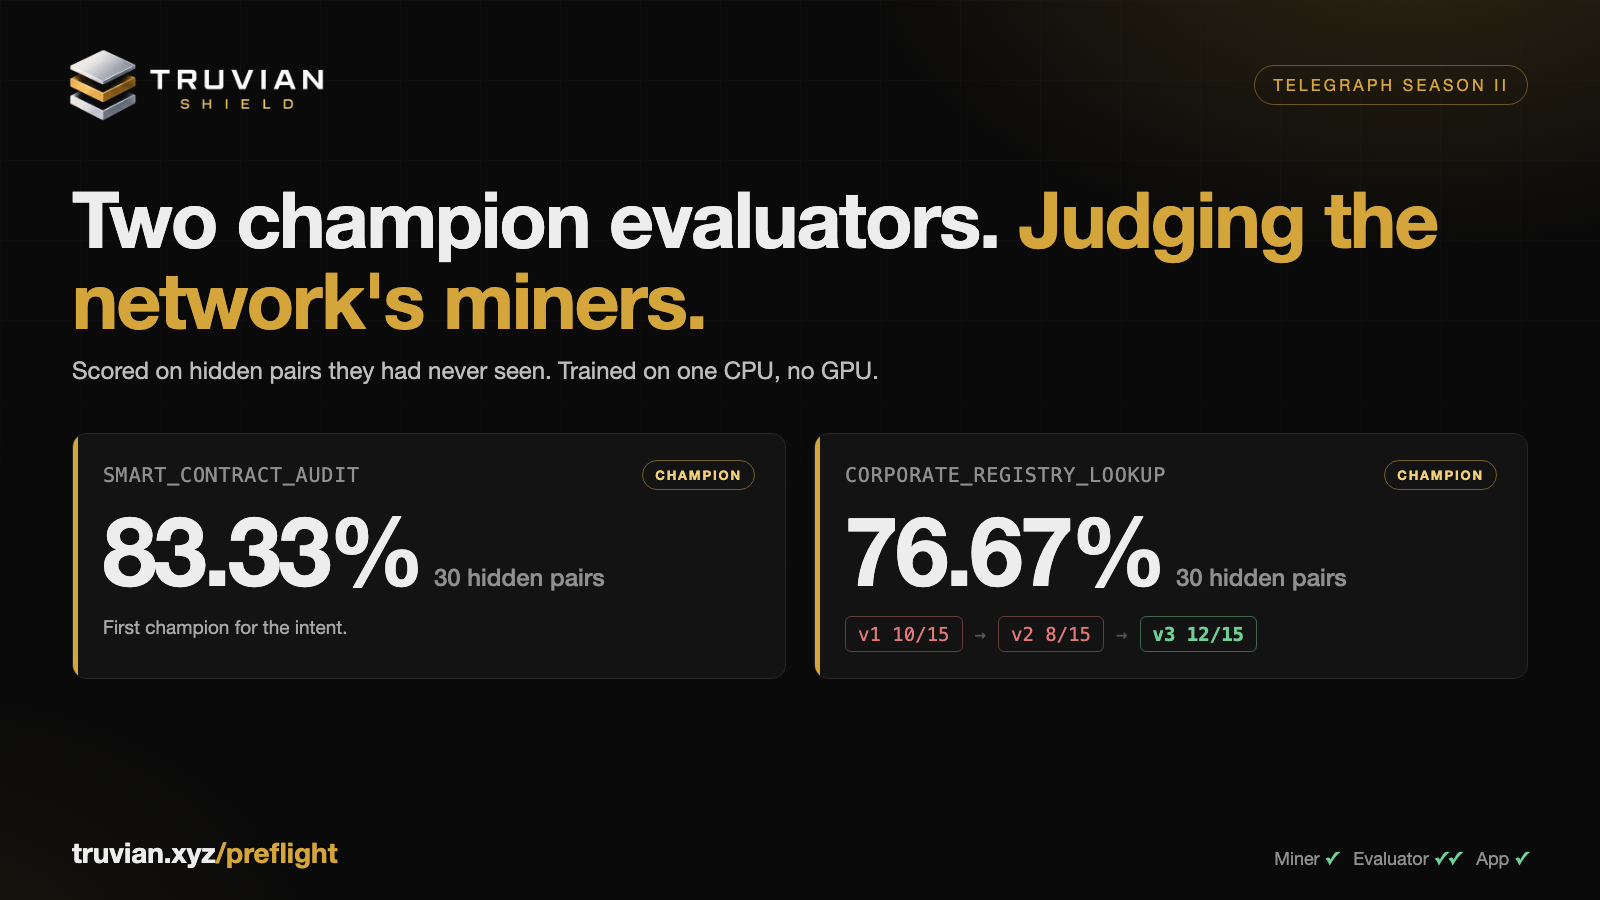 TRUVIAN
SHIELD
TELEGRAPH SEASON II
Two champion evaluators. Judging the
network's miners.
Scored on hidden pairs they had never seen. Trained on one CPU, no GPU.
SMART_CONTRACT_AUDIT
CHAMPION
83.33% 30 hidden pairs
First champion for the intent.
CORPORATE_REGISTRY_LOOKUP
CHAMPION
76.67% 30 hidden pairs
v1 10/15 → v2 8/15 → v3 12/15
truvian.xyz/preflight
Miner ✓ Evaluator ✓✓ App ✓